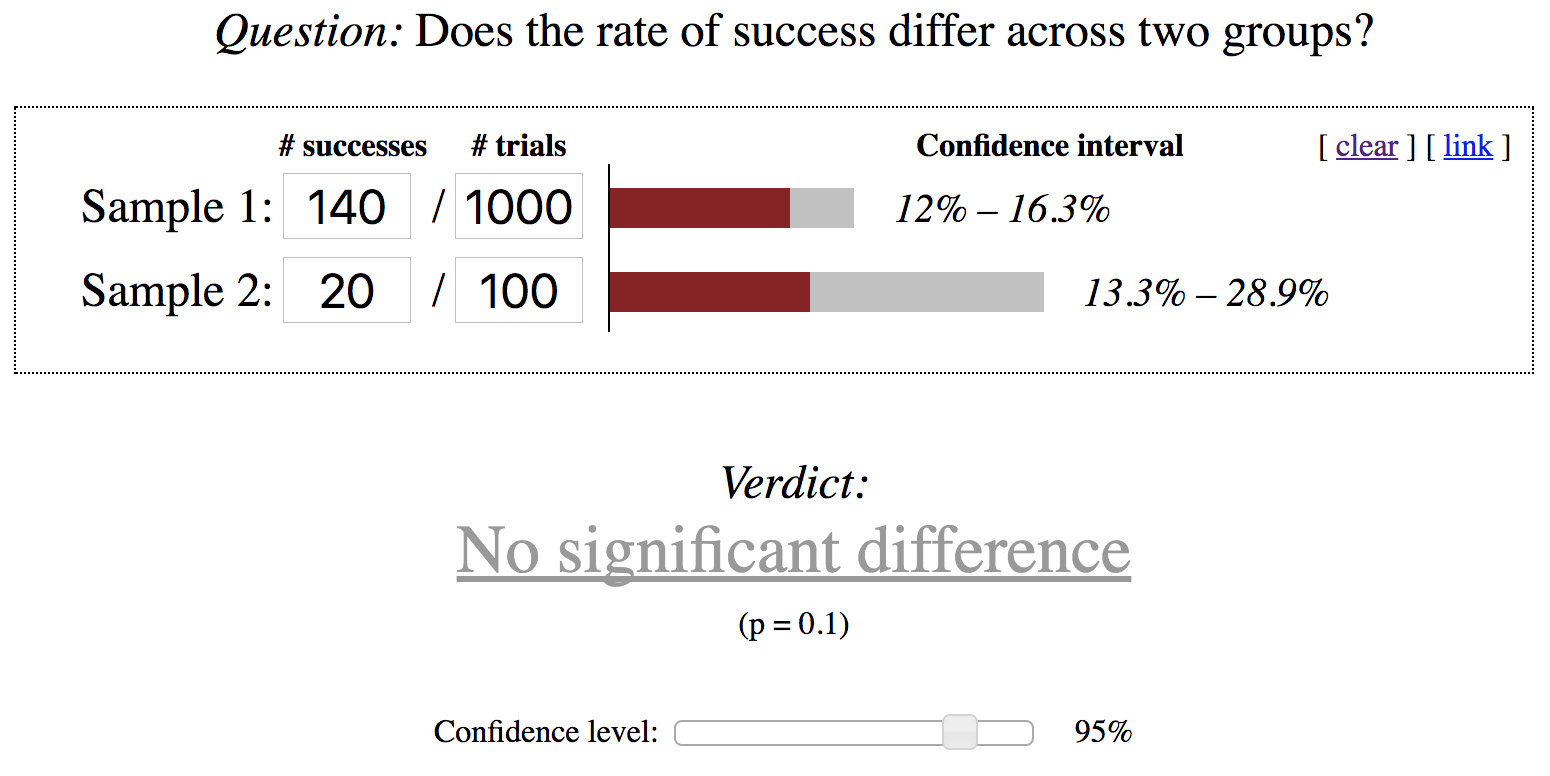 Question: Does the rate of success differ across two groups?
# successes # trials Confidence interval [ clear ] [ link ]
Sample 1: 140 / 1000 12% – 16.3%
Sample 2: 20 / 100 13.3% – 28.9%
Verdict:
No significant difference
(p = 0.1)
Confidence level: 95%